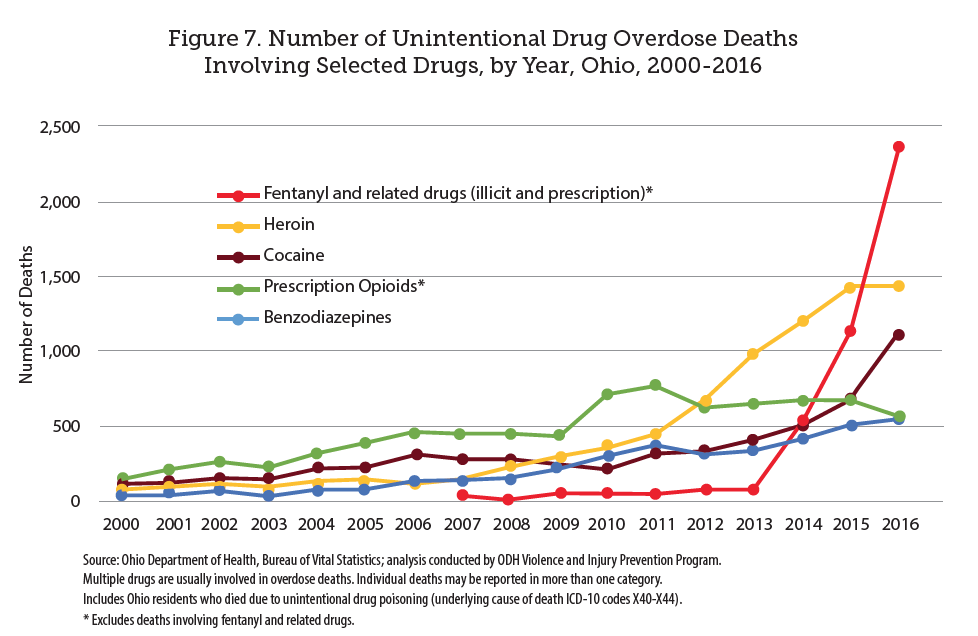 Figure 7. Number of Unintentional Drug Overdose Deaths
Involving Selected Drugs, by Year, Ohio, 2000-2016
Number of Deaths
2,500
2,000
1,500
1,000
500
0
Fentanyl and related drugs (illicit and prescription)*
Heroin
Cocaine
Prescription Opioids*
Benzodiazepines
2000 2001 2002 2003 2004 2005 2006 2007 2008 2009 2010 2011 2012 2013 2014 2015 2016
Source: Ohio Department of Health, Bureau of Vital Statistics; analysis conducted by ODH Violence and Injury Prevention Program.
Multiple drugs are usually involved in overdose deaths. Individual deaths may be reported in more than one category.
Includes Ohio residents who died due to unintentional drug poisoning (underlying cause of death ICD-10 codes X40-X44).
* Excludes deaths involving fentanyl and related drugs.